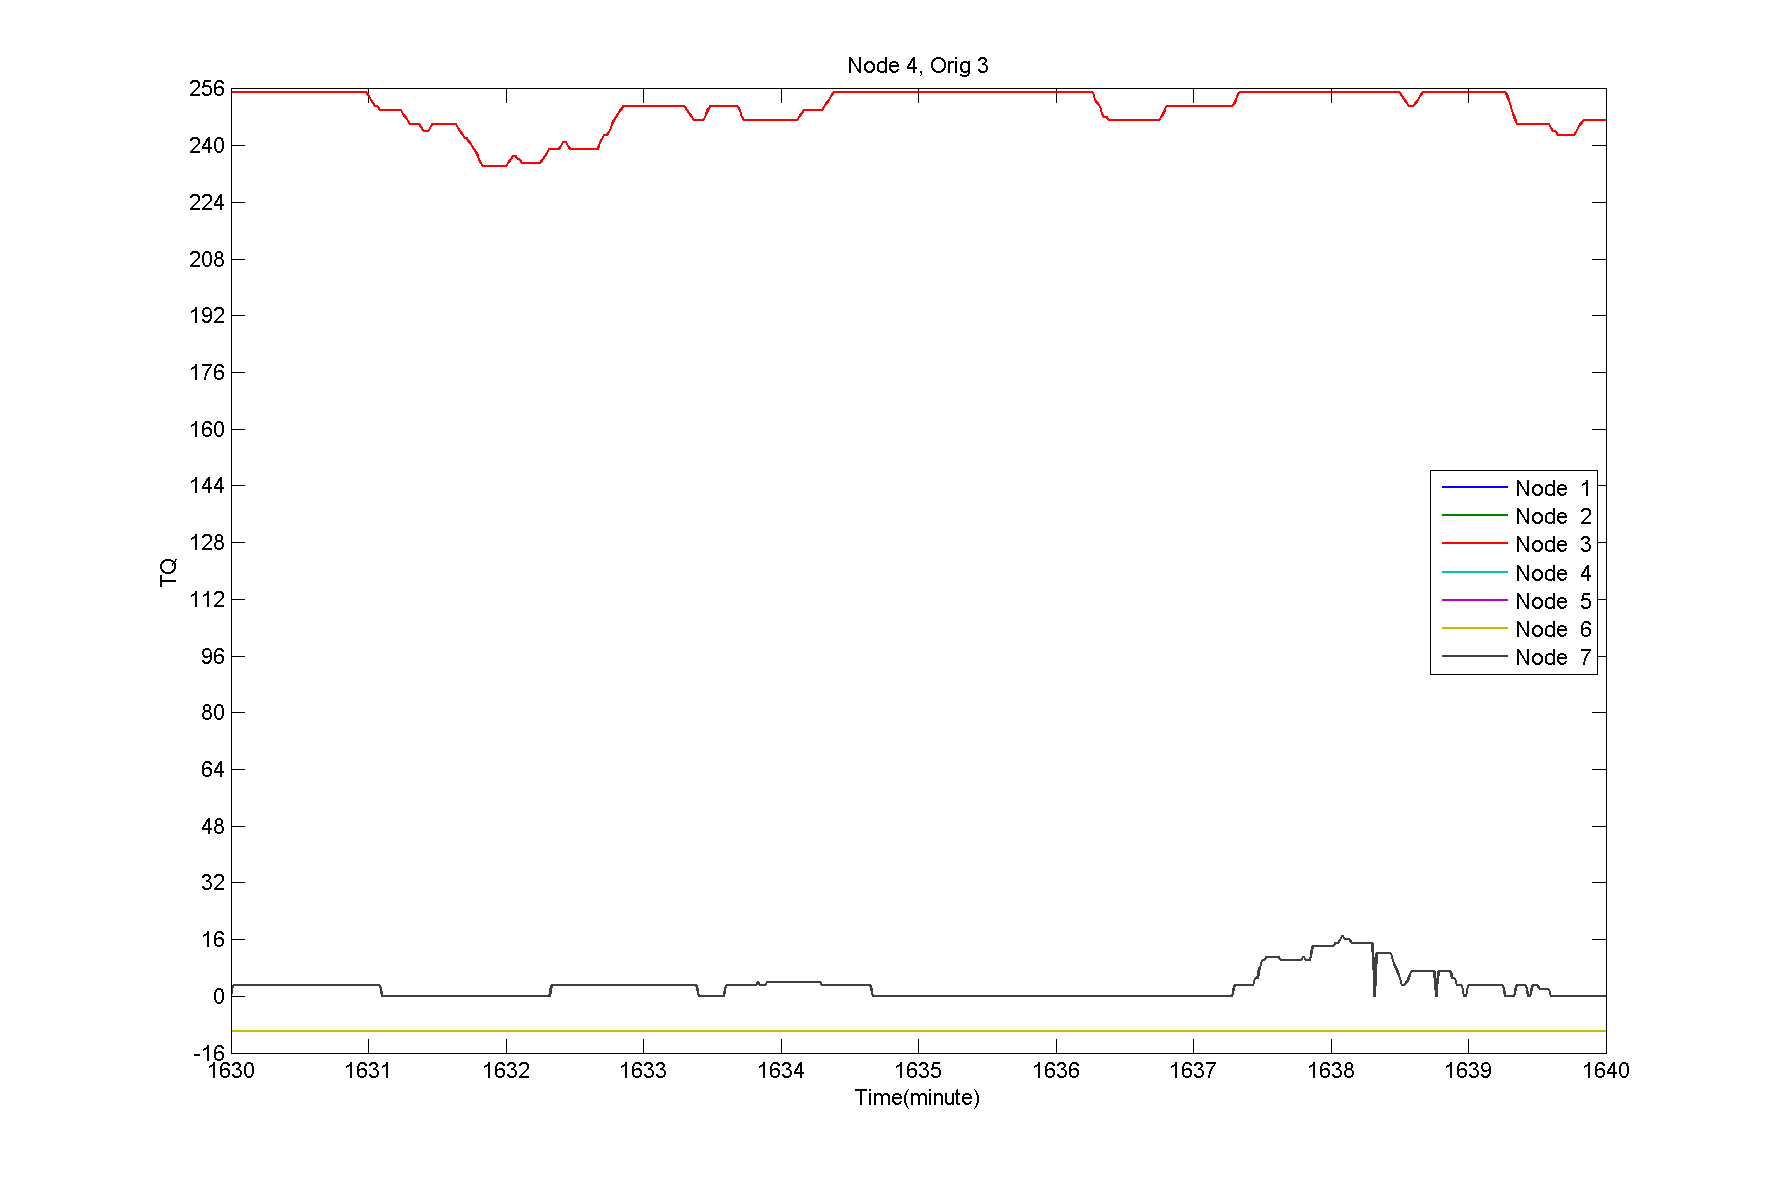 Node 4, Orig 3
256
240
224
208
192
176
160
144
128
112
96
80
64
48
32
16
0
-16
TQ
Node 1
Node 2
Node 3
Node 4
Node 5
Node 6
Node 7
1630 1631 1632 1633 1634 1635 1636 1637 1638 1639 1640
Time(minute)